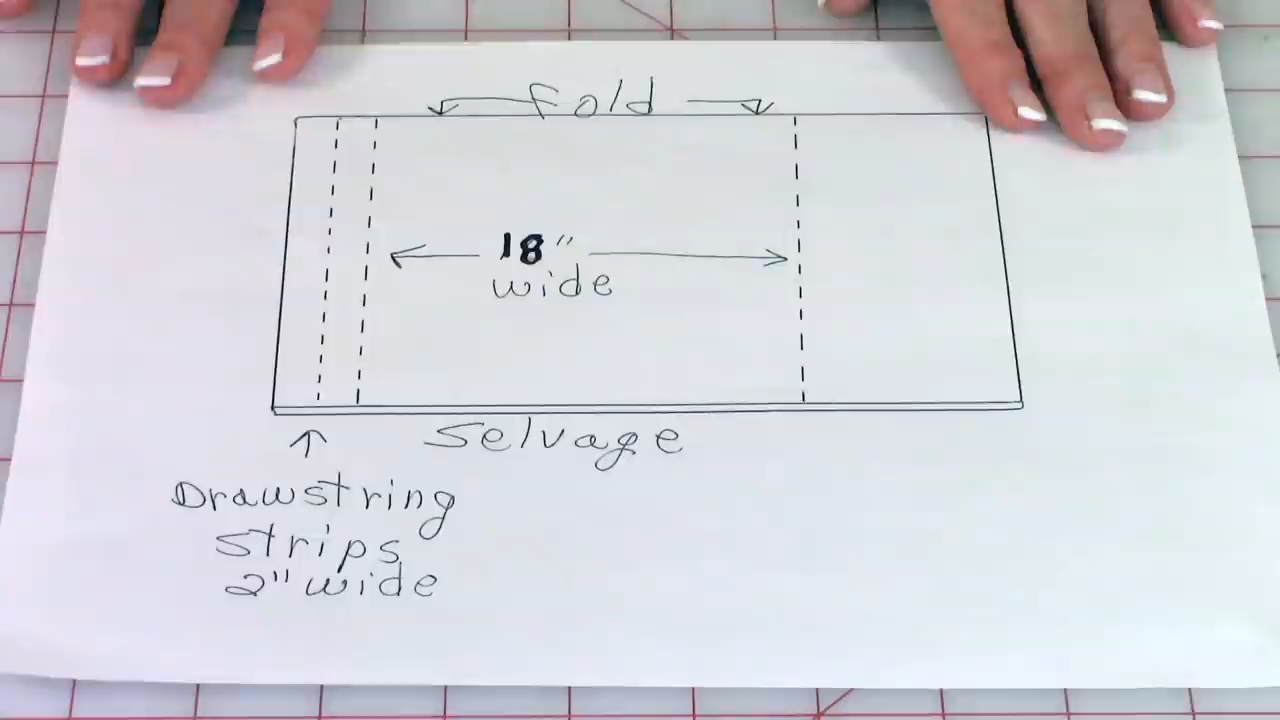 Fold
18"
wide
Selvage
Drawstring
strips
2" wide